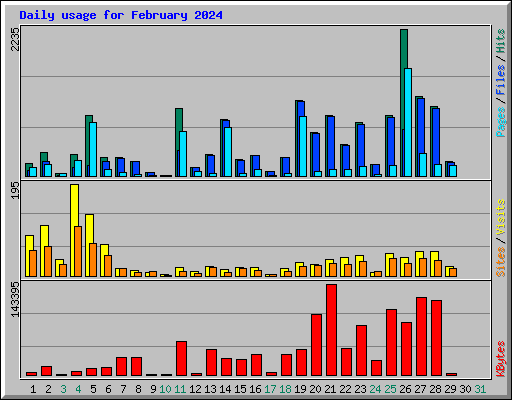 Daily usage for February 2024
2235
Pages / Files / Hits
195
Sites / Visits
143395
KBytes
1 2 3 4 5 6 7 8 9 10 11 12 13 14 15 16 17 18 19 20 21 22 23 24 25 26 27 28 29 30 31